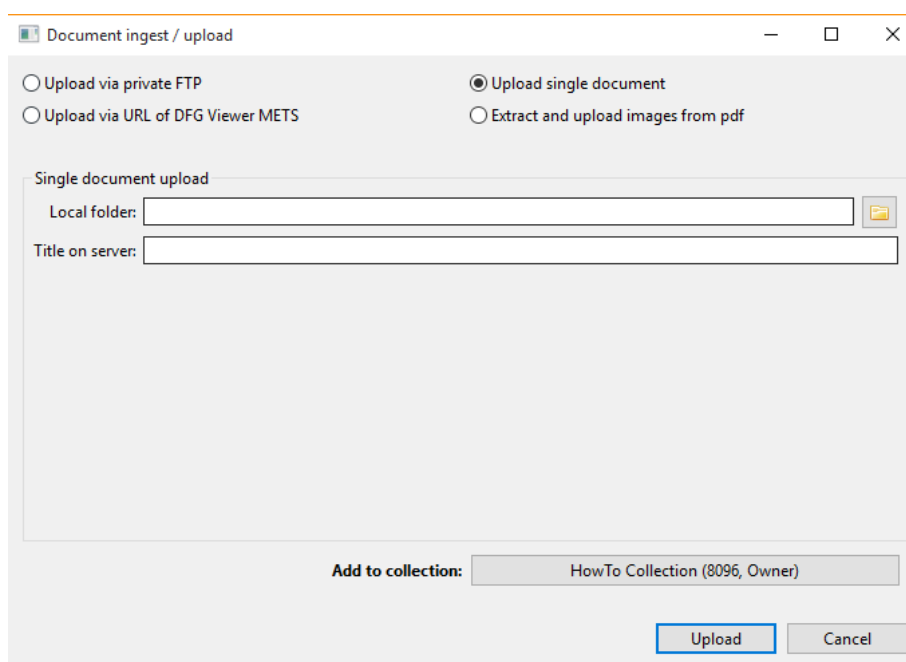 Document ingest / upload
Upload via private FTP
Upload single document
Upload via URL of DFG Viewer METS
Extract and upload images from pdf
Single document upload
Local folder:
Title on server:
Add to collection: HowTo Collection (8096, Owner)
Upload Cancel